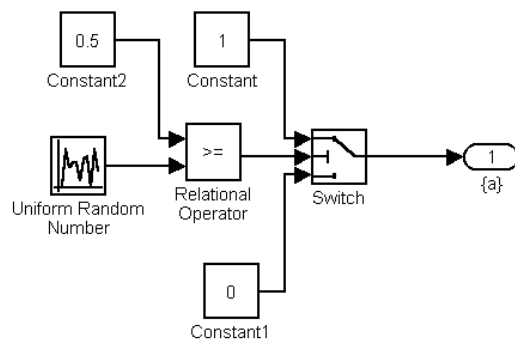 0.5
Constant2
1
Constant
Uniform Random
Number
>=
Relational
Operator
Switch
1
{a}
0
Constant1